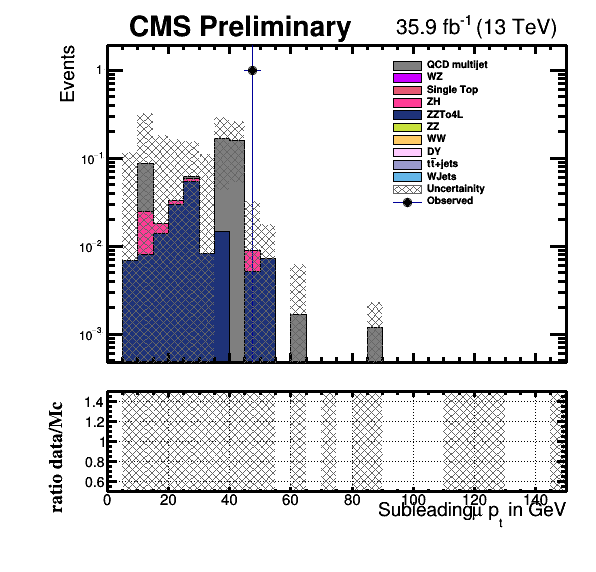 CMS Preliminary 35.9 fb⁻¹ (13 TeV)
Events
1
10⁻¹
10⁻²
10⁻³
QCD multijet
WZ
Single Top
ZH
ZZTo4L
ZZ
WW
DY
tt̄+jets
WJets
Uncertainity
Observed
ratio data/Mc
1.4
1.2
1
0.8
0.6
0 20 40 60 80 100 120 140
Subleadingμ pₜ in GeV